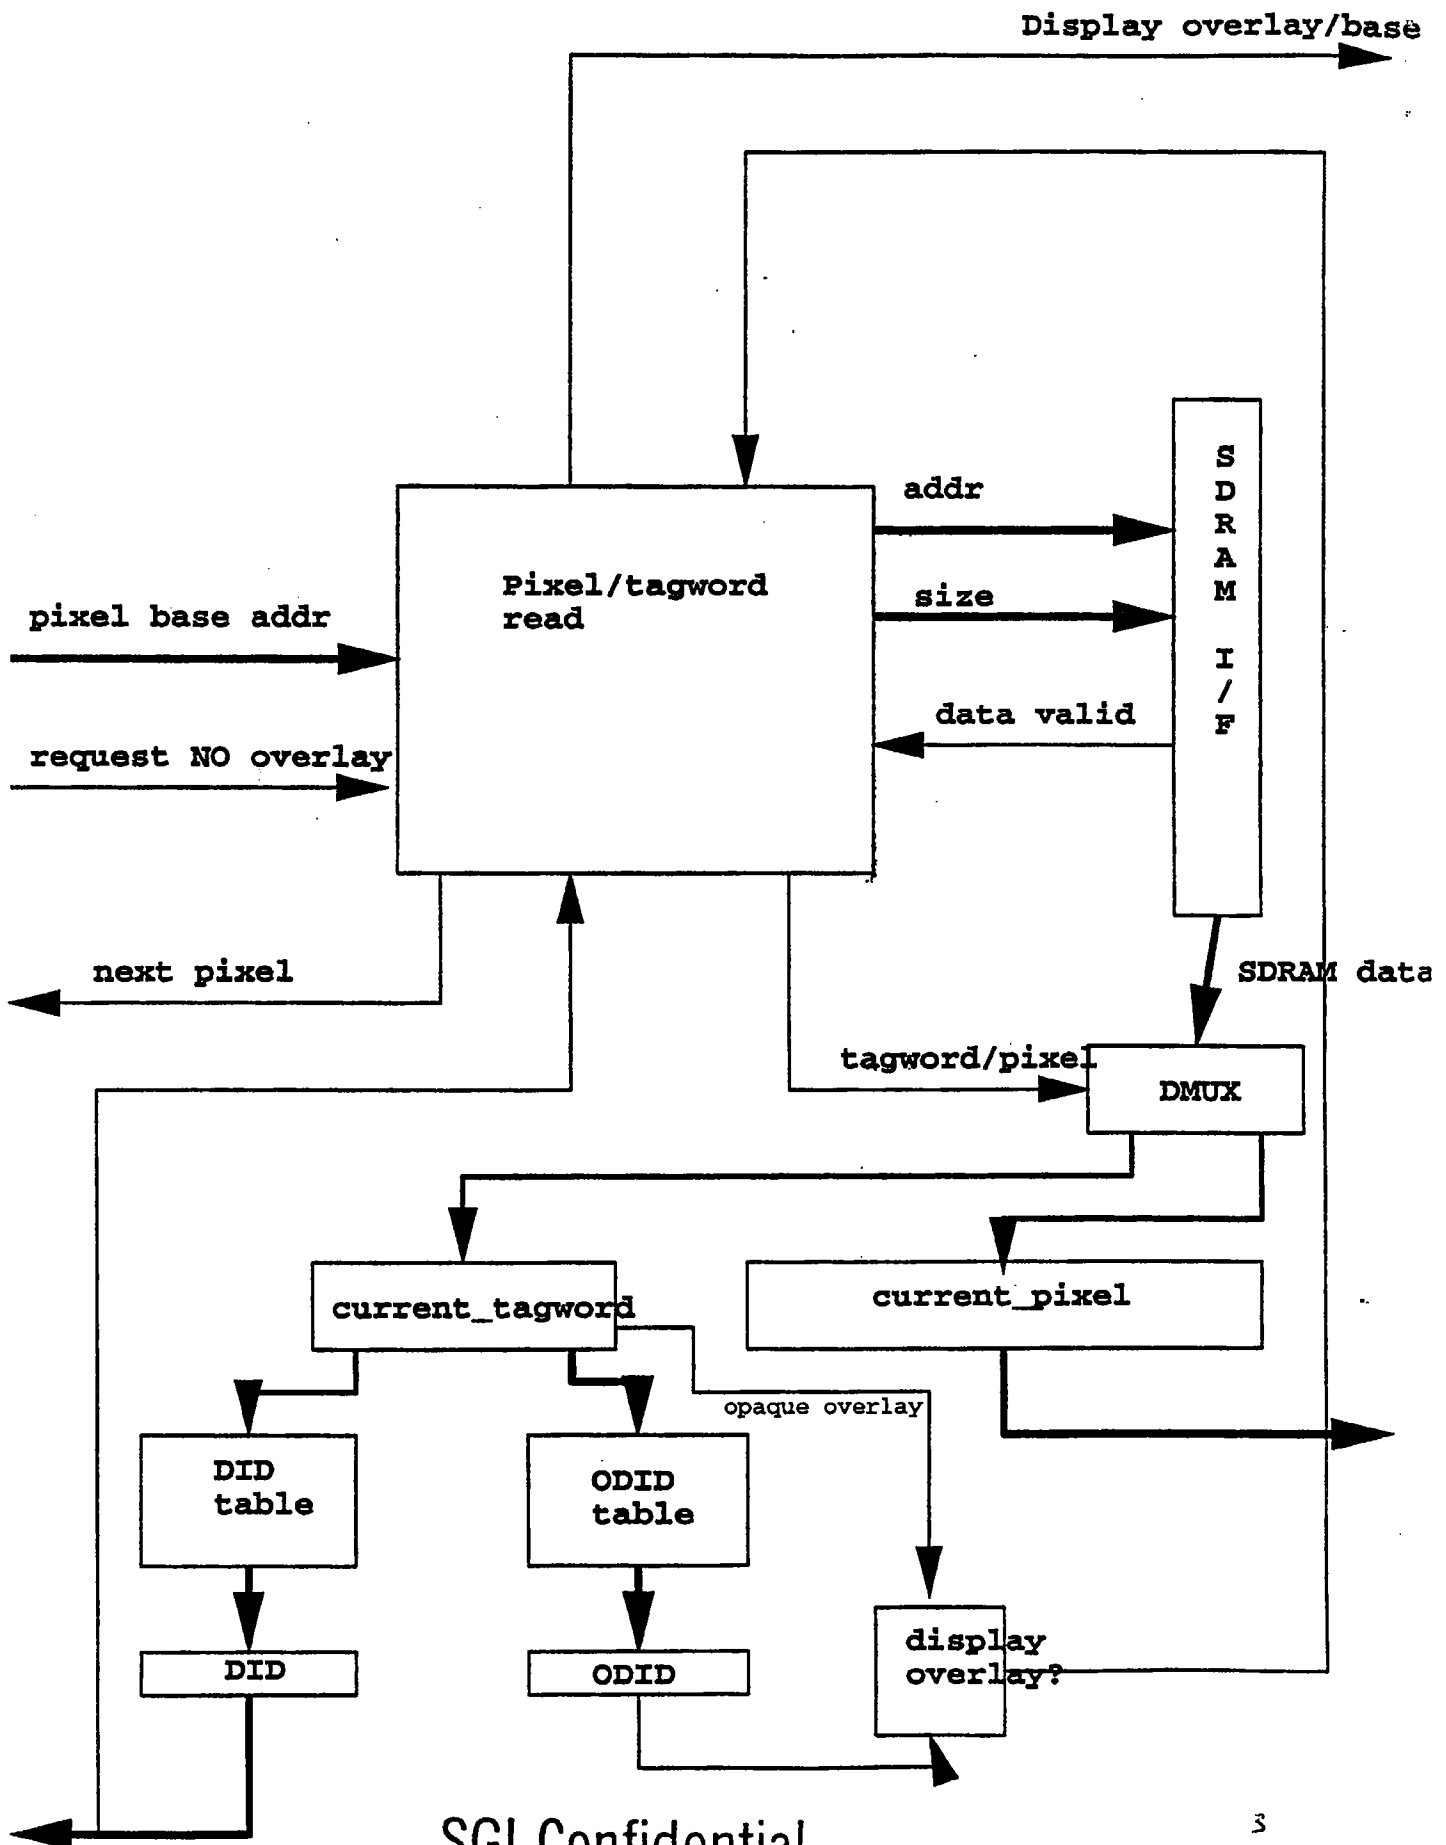 Display overlay/base
addr
S
D
R
A
M
I
/
F
Pixel/tagword
read
size
pixel base addr
data valid
request NO overlay
next pixel
SDRAM data
tagword/pixel
DMUX
current_tagword
current_pixel
opaque overlay
DID
table
ODID
table
display
overlay?
DID
ODID
SGI Confidential
3